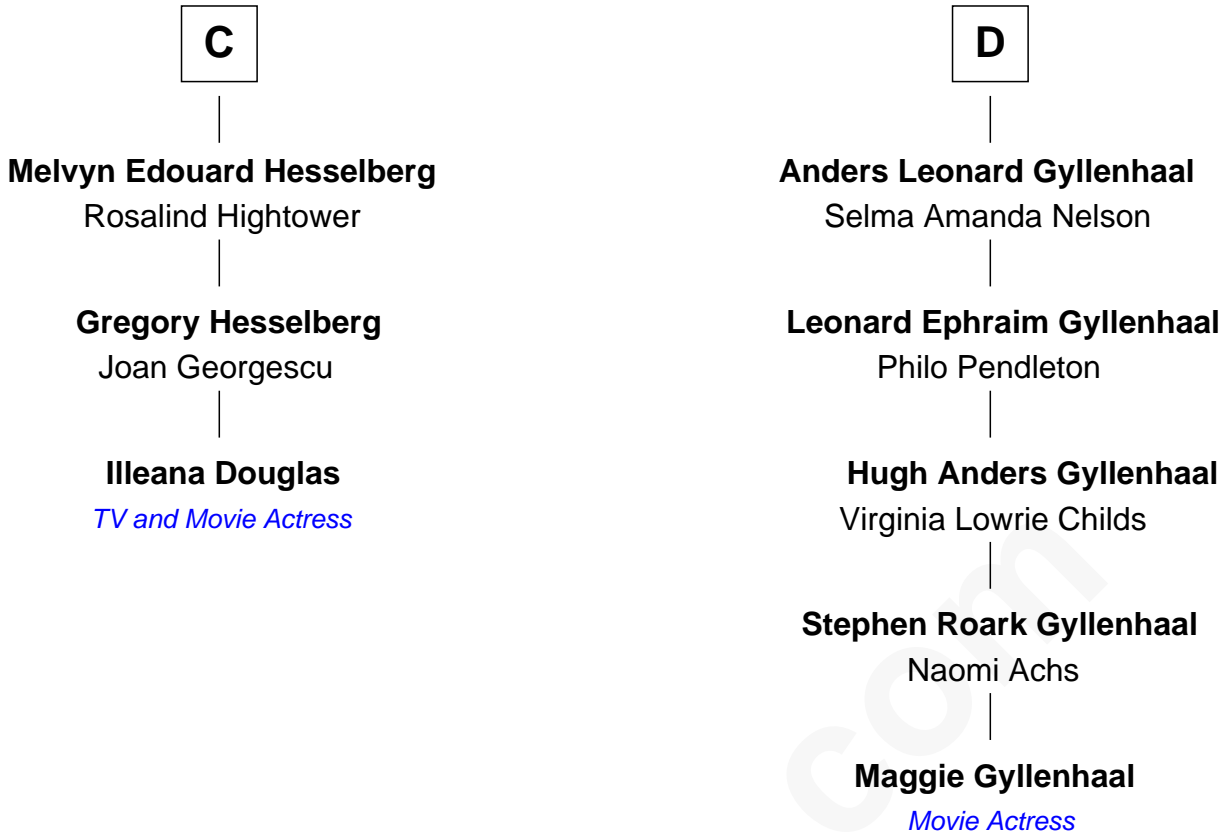 C
Melvyn Edouard Hesselberg
Rosalind Hightower
Gregory Hesselberg
Joan Georgescu
Illeana Douglas
TV and Movie Actress
D
Anders Leonard Gyllenhaal
Selma Amanda Nelson
Leonard Ephraim Gyllenhaal
Philo Pendleton
Hugh Anders Gyllenhaal
Virginia Lowrie Childs
Stephen Roark Gyllenhaal
Naomi Achs
Maggie Gyllenhaal
Movie Actress
com